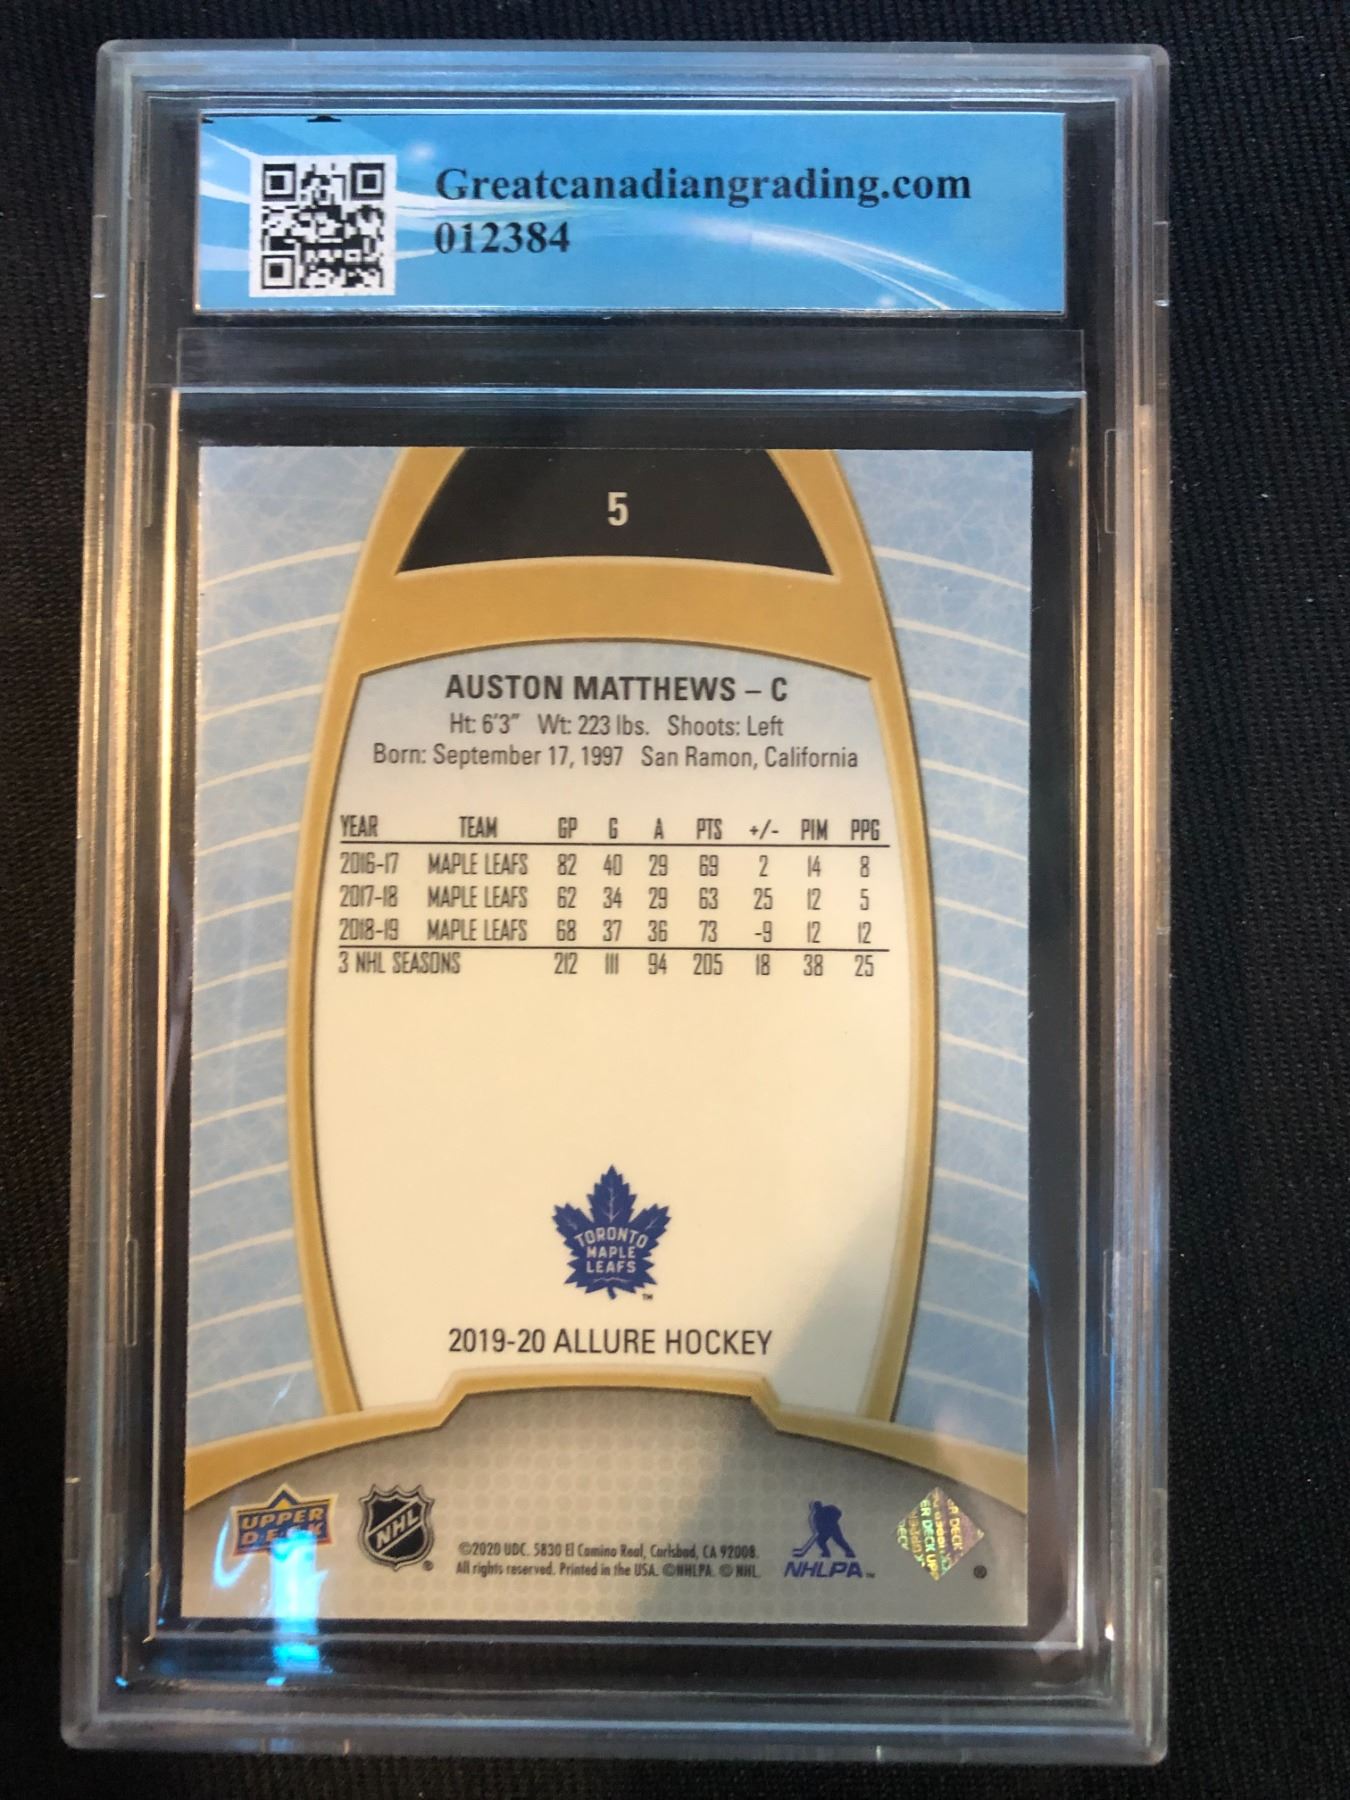 Greatcanadiangrading.com
012384
5
AUSTON MATTHEWS – C
Ht: 6'3" Wt: 223 lbs. Shoots: Left
Born: September 17, 1997 San Ramon, California
YEAR TEAM GP G A PTS +/- PIM PPG
2016-17 MAPLE LEAFS 82 40 29 69 2 14 8
2017-18 MAPLE LEAFS 62 34 29 63 25 12 5
2018-19 MAPLE LEAFS 68 37 36 73 -9 12 12
3 NHL SEASONS 212 111 94 205 18 38 25
TORONTO
MAPLE
LEAFS
™
2019-20 ALLURE HOCKEY
UPPER
DECK
NHL
®
©2020 UDC. 5830 El Camino Real, Carlsbad, CA 92008.
All rights reserved. Printed in the USA. ©NHLPA. © NHL.
NHLPA™
®